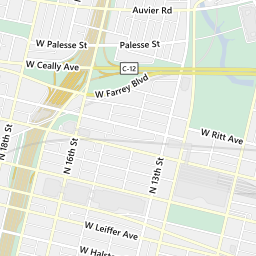 Auvier Rd
W Palesse St
Palesse St
W Ceally Ave
C-12
W Farrey Blvd
W Ritt Ave
N 18th St
N 16th St
N 13th St
W Leiffer Ave
W Halst